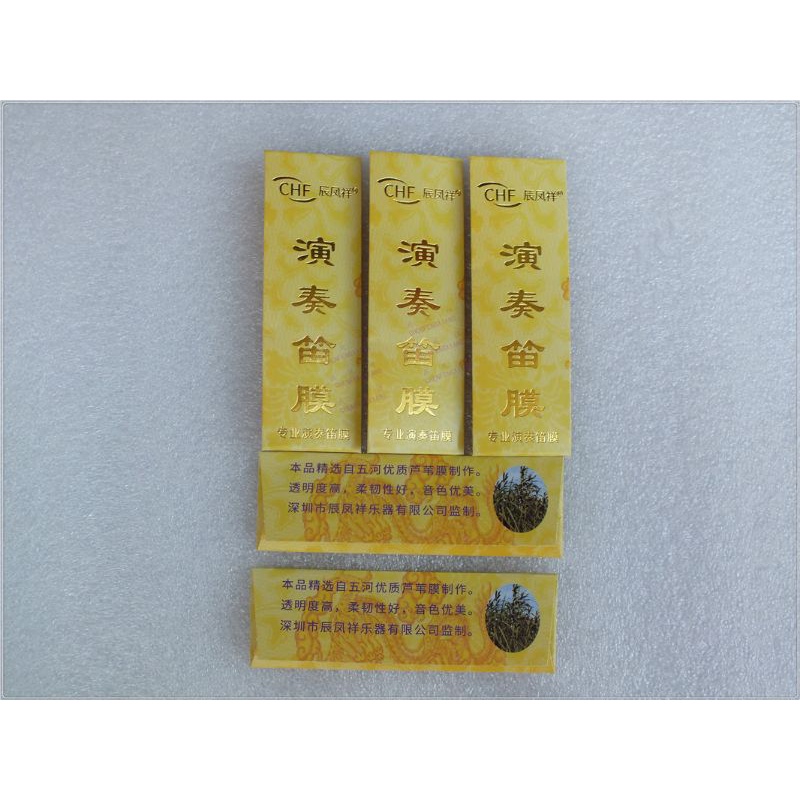 CHF 辰凤祥
演奏笛膜
专业演奏笛膜
CHF 辰凤祥
演奏笛膜
专业演奏笛膜
CHF 辰凤祥
演奏笛膜
专业演奏笛膜
本品精选自五河优质芦苇膜制作。
透明度高，柔韧性好，音色优美。
深圳市辰凤祥乐器有限公司监制。
本品精选自五河优质芦苇膜制作。
透明度高，柔韧性好，音色优美。
深圳市辰凤祥乐器有限公司监制。